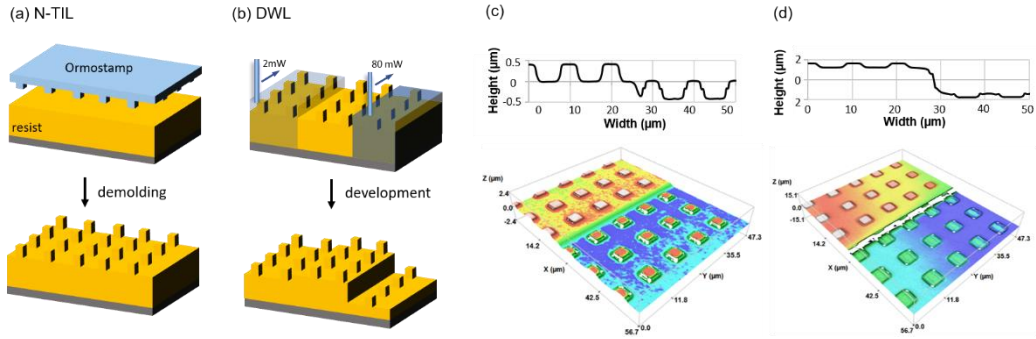 (a) N-TIL
Ormostamp
resist
demolding
(b) DWL
2mW
80 mW
development
(c)
Height (µm)
0.5
0
-0.5
0 10 20 30 40 50
Width (µm)
Z (µm)
2.4
0.0
-2.4
14.2
X (µm)
42.5
56.7
0.0
11.8
Y (µm)
35.5
47.3
(d)
Height (µm)
2
0
2
0 10 20 30 40 50
Width (µm)
Z (µm)
15.1
0.0
-15.1
14.2
X (µm)
42.5
56.7
0.0
11.8
Y (µm)
35.5
47.3